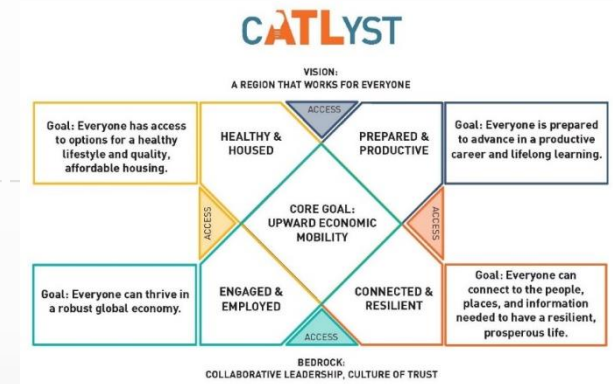 CATLYST
VISION:
A REGION THAT WORKS FOR EVERYONE
Goal: Everyone has access
to options for a healthy
lifestyle and quality,
affordable housing.
HEALTHY &
HOUSED
ACCESS
PREPARED &
PRODUCTIVE
Goal: Everyone is prepared
to advance in a productive
career and lifelong learning.
ACCESS
CORE GOAL:
UPWARD ECONOMIC
MOBILITY
ACCESS
Goal: Everyone can thrive in
a robust global economy.
ENGAGED &
EMPLOYED
ACCESS
CONNECTED &
RESILIENT
Goal: Everyone can
connect to the people,
places, and information
needed to have a resilient,
prosperous life.
BEDROCK:
COLLABORATIVE LEADERSHIP, CULTURE OF TRUST